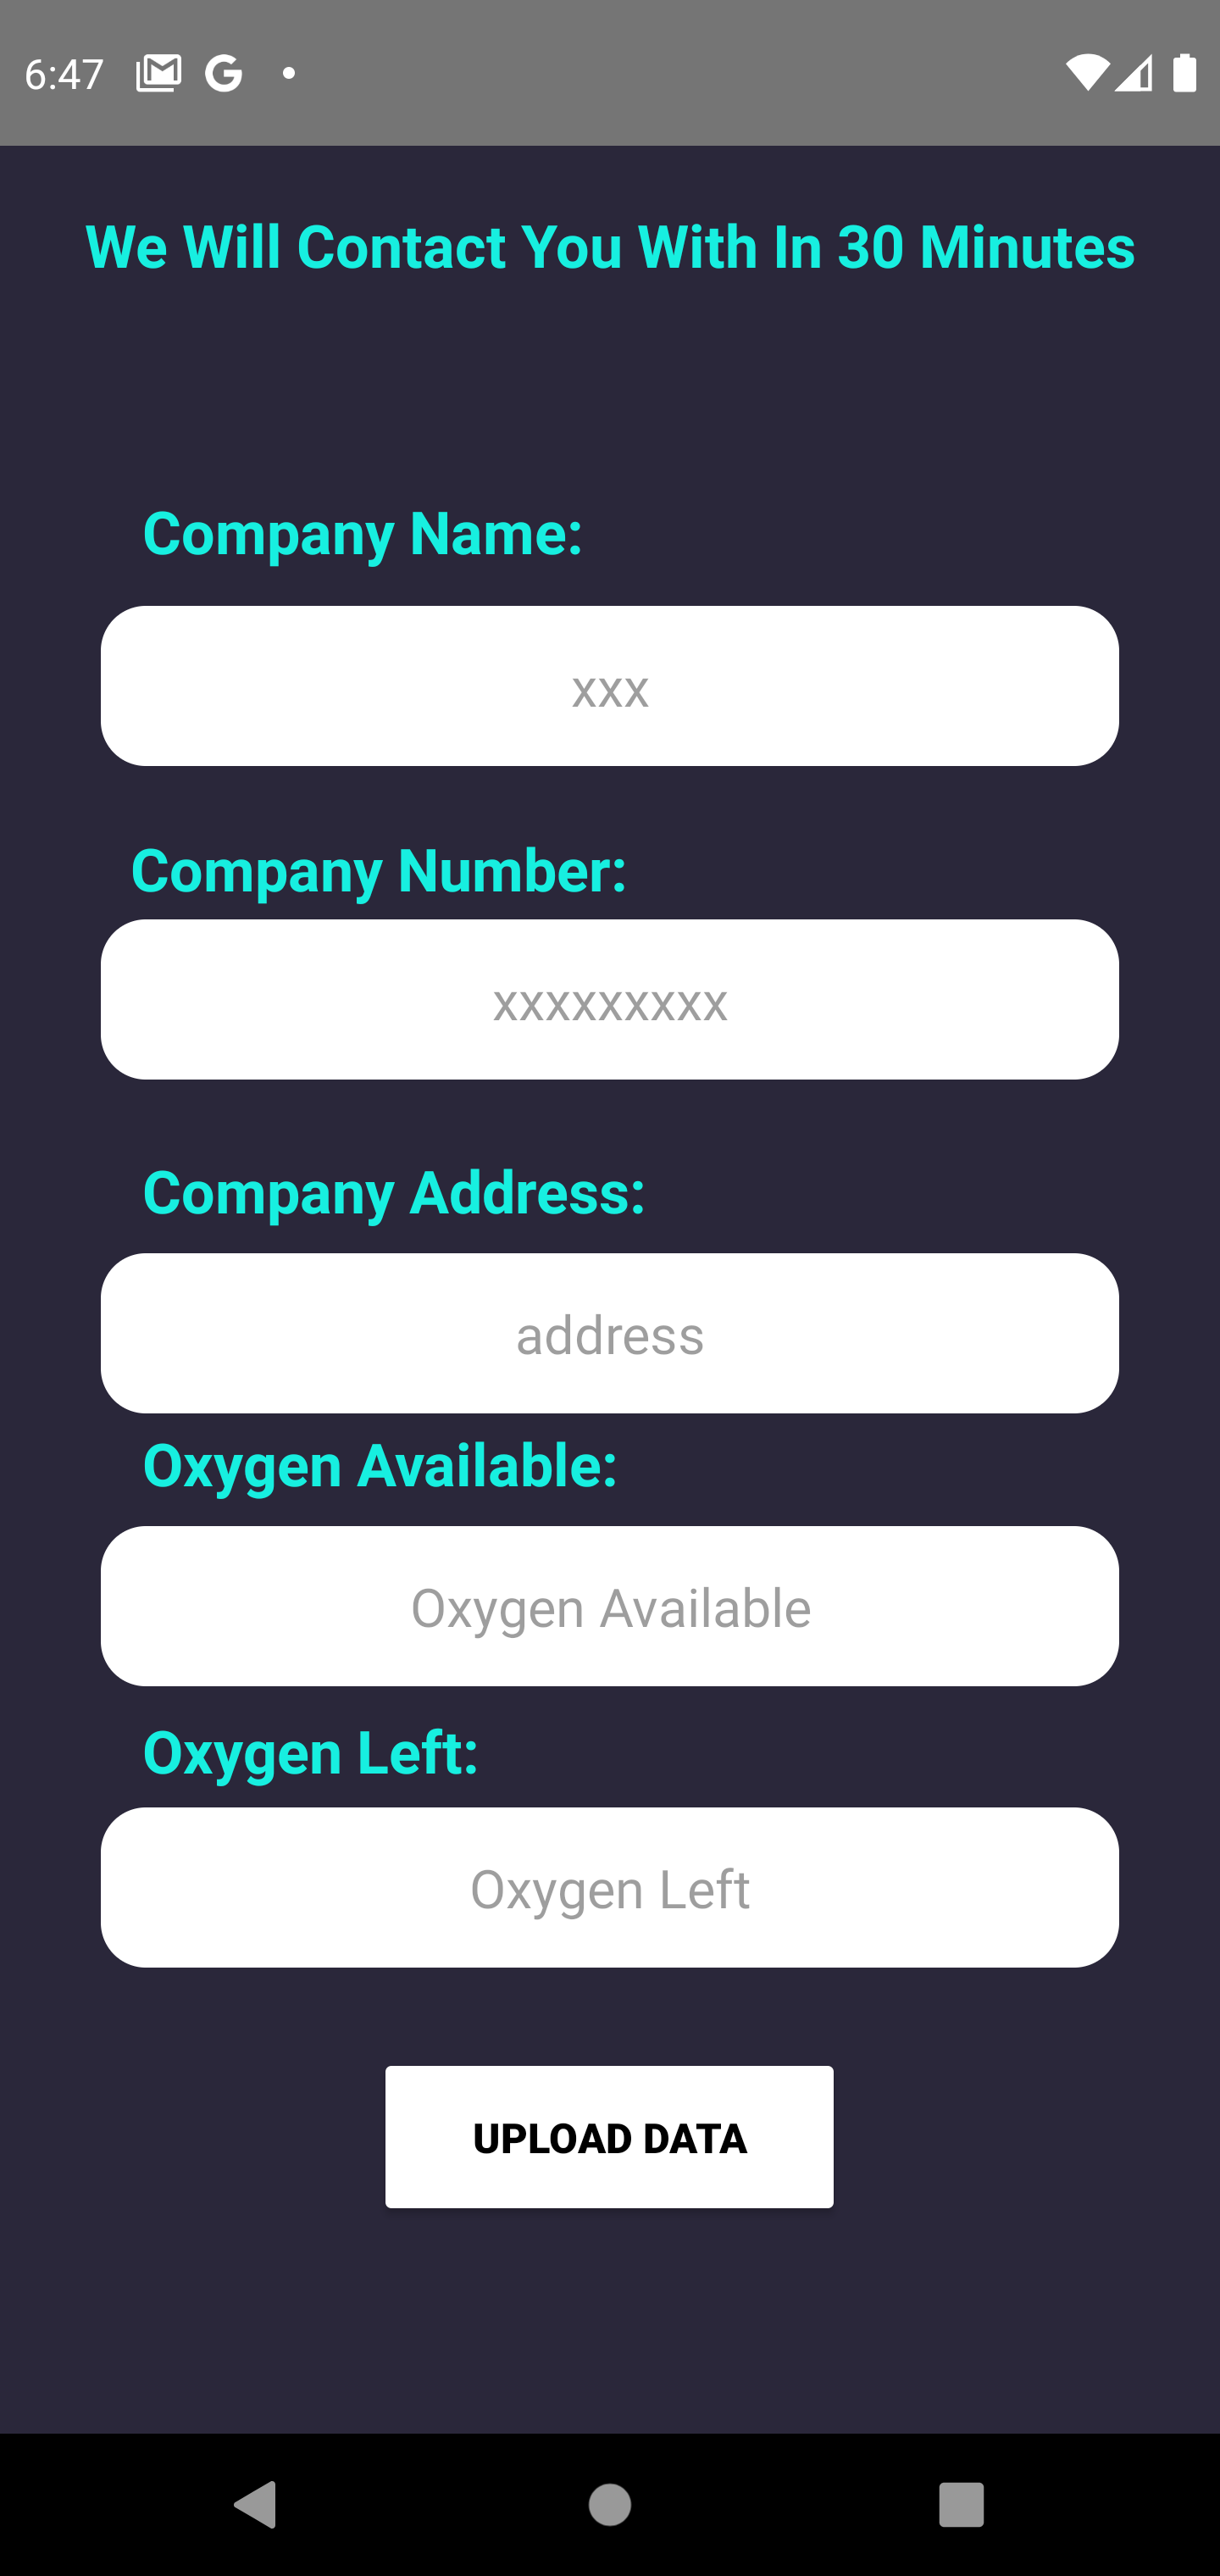 6:47
We Will Contact You With In 30 Minutes
Company Name:
xxx
Company Number:
xxxxxxxxx
Company Address:
address
Oxygen Available:
Oxygen Available
Oxygen Left:
Oxygen Left
UPLOAD DATA